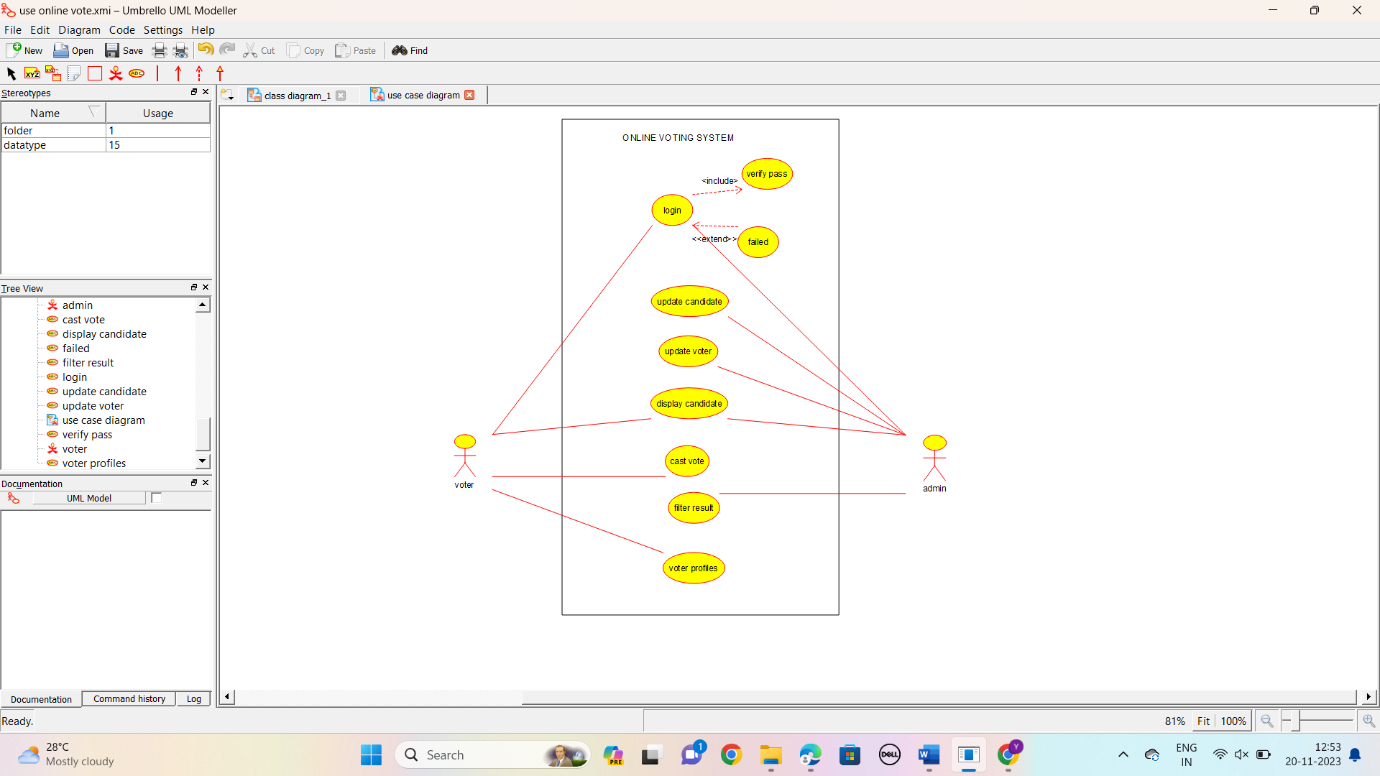 use online vote.xmi – Umbrello UML Modeller
File Edit Diagram Code Settings Help
New Open Save Cut Copy Paste Find
XYZ ABC
Stereotypes
class diagram_1 use case diagram
Name Usage
folder 1
datatype 15
Tree View
admin
cast vote
display candidate
failed
filter result
login
update candidate
update voter
use case diagram
verify pass
voter
voter profiles
Documentation
UML Model
Documentation Command history Log
ONLINE VOTING SYSTEM
verify pass
<include>
login
<<extend>>
failed
update candidate
update voter
display candidate
cast vote
voter
admin
filter result
voter profiles
Ready.
81% Fit 100%
28°C
Mostly cloudy
Search
PRE
1
DELL
W
Y
ENG
IN
12:53
20-11-2023